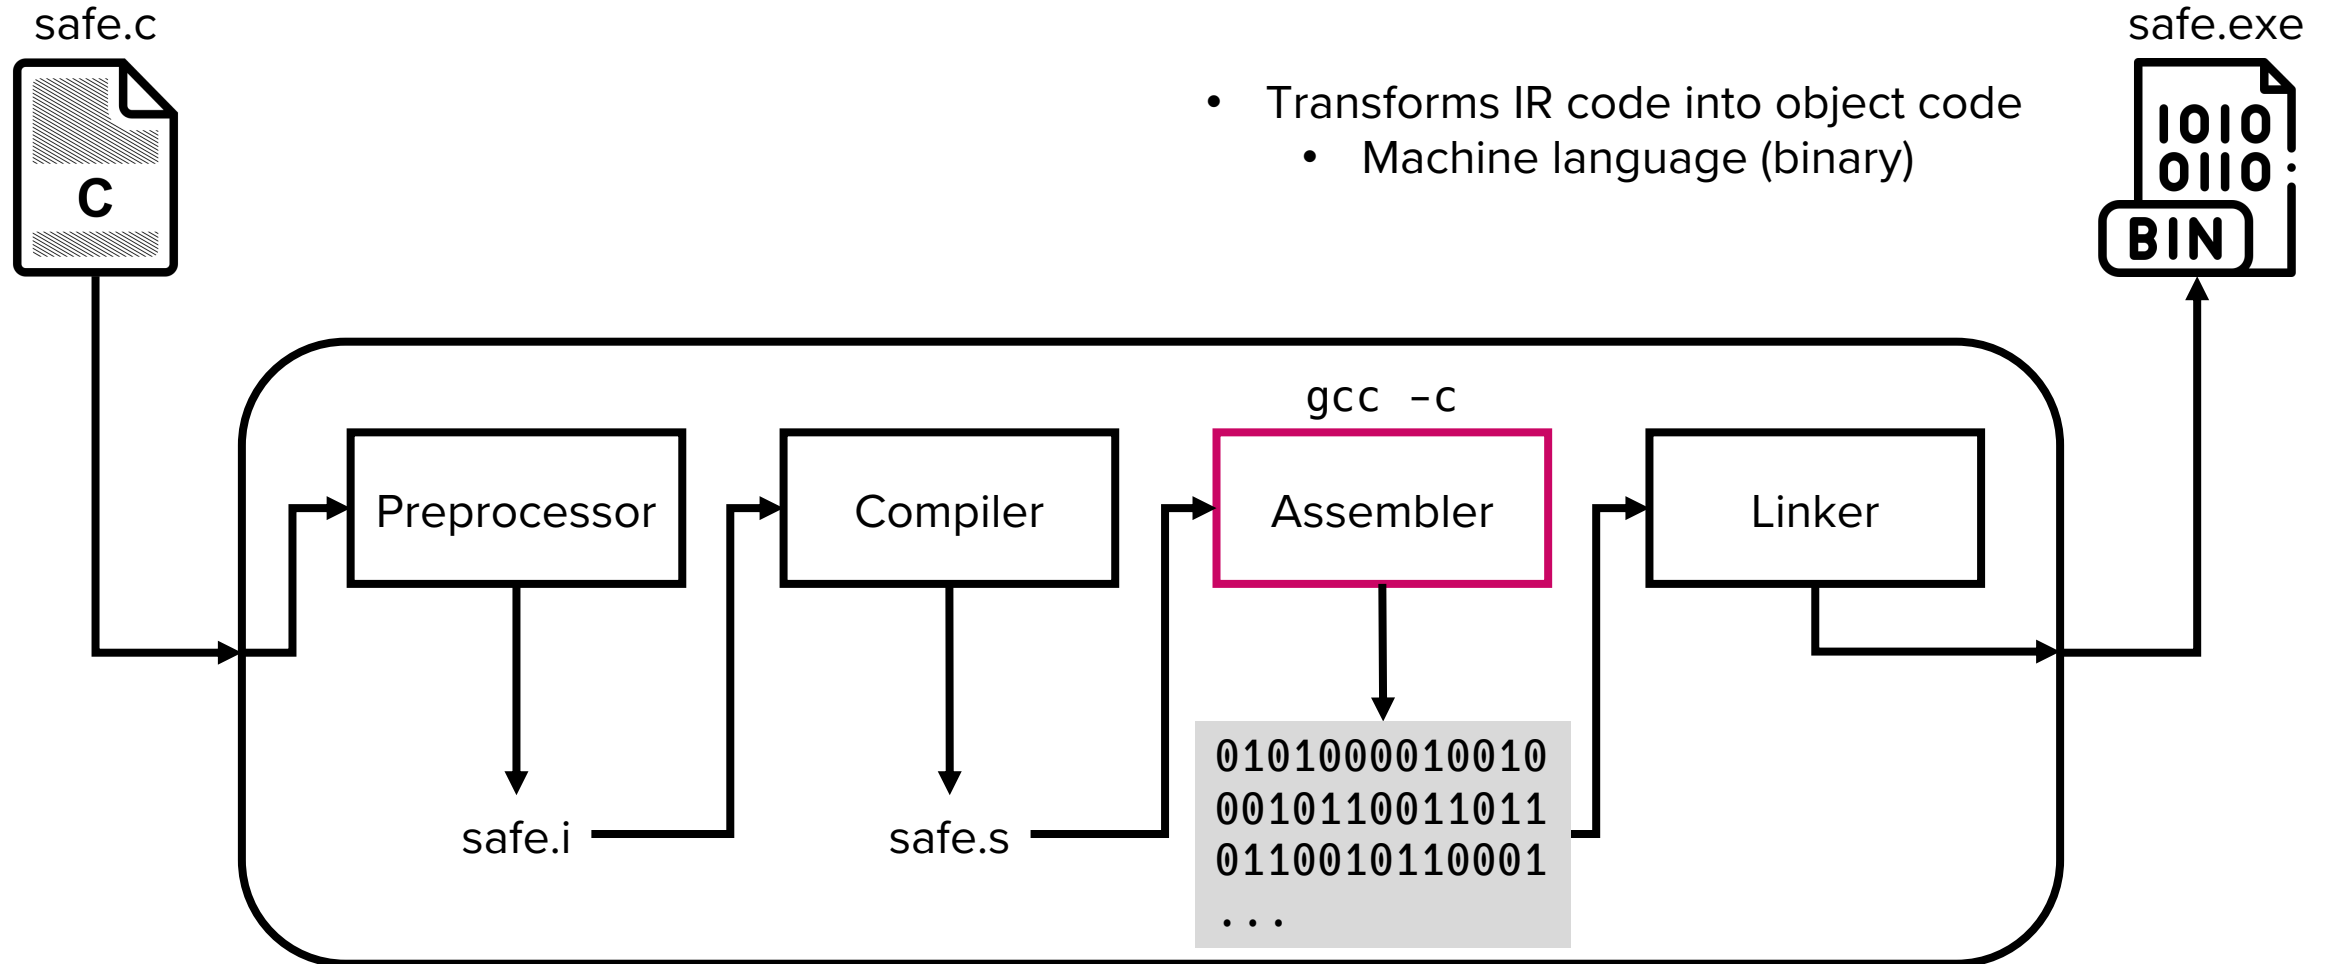 safe.c
safe.exe
• Transforms IR code into object code
• Machine language (binary)
C
1010
0110
BIN
gcc -c
Preprocessor
Compiler
Assembler
Linker
safe.i
safe.s
0101000010010
0010110011011
0110010110001
...